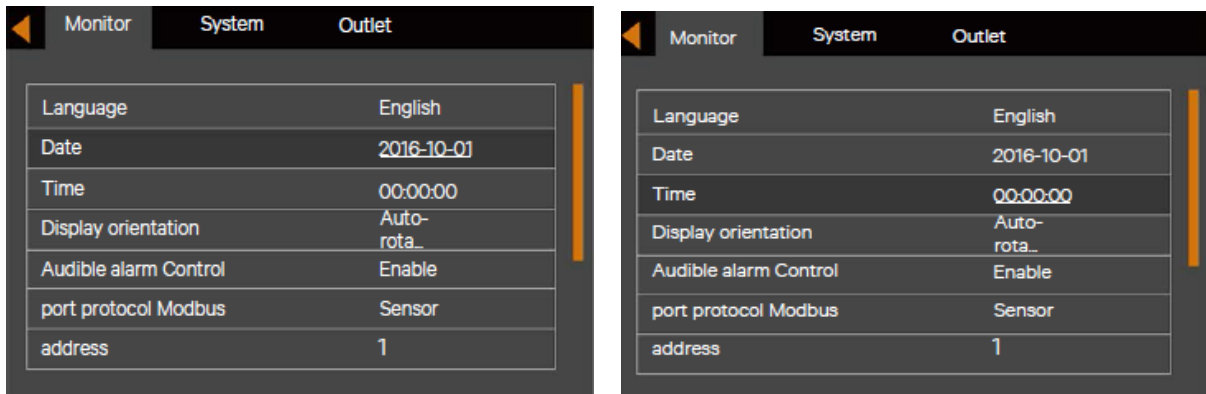 Monitor System Outlet
Language English
Date 2016-10-01
Time 00:00:00
Display orientation Auto-
rota...
Audible alarm Control Enable
port protocol Modbus Sensor
address 1
Monitor System Outlet
Language English
Date 2016-10-01
Time 00:00:00
Display orientation Auto-
rota...
Audible alarm Control Enable
port protocol Modbus Sensor
address 1